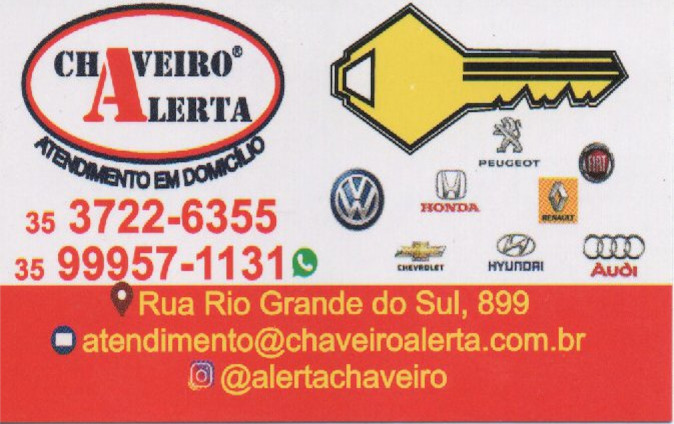 CHAVEIRO®
ALERTA
ATENDIMENTO EM DOMICÍLIO
35 3722-6355
35 99957-1131
PEUGEOT
FIAT
HONDA
RENAULT
CHEVROLET
HYUNDAI
Audi
Rua Rio Grande do Sul, 899
atendimento@chaveiroalerta.com.br
@alertachaveiro